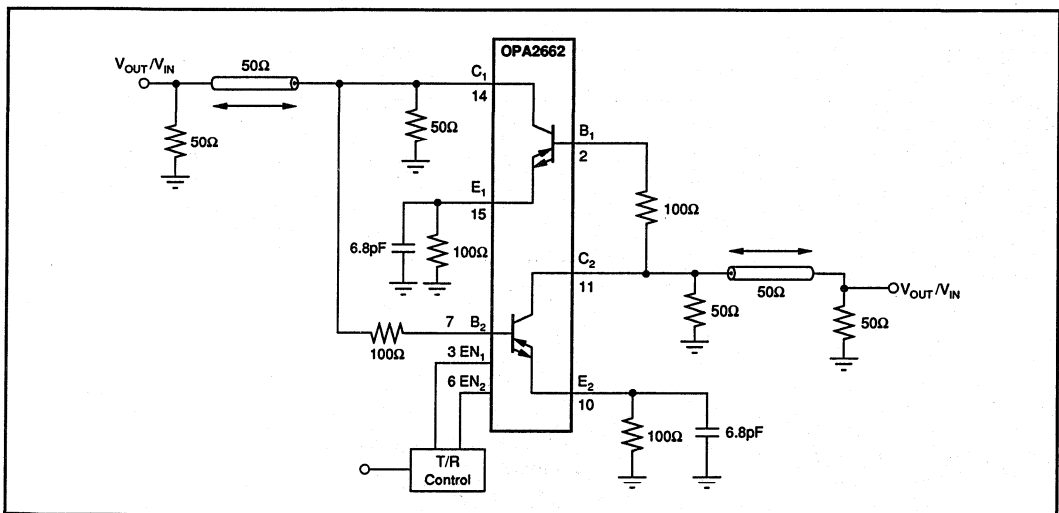 OPA2662
V_OUT/V_IN
50Ω
C₁
14
50Ω
50Ω
B₁
2
E₁
15
100Ω
6.8pF
100Ω
C₂
11
50Ω
V_OUT/V_IN
50Ω
50Ω
7
B₂
100Ω
3 EN₁
6 EN₂
E₂
10
100Ω
6.8pF
T/R
Control